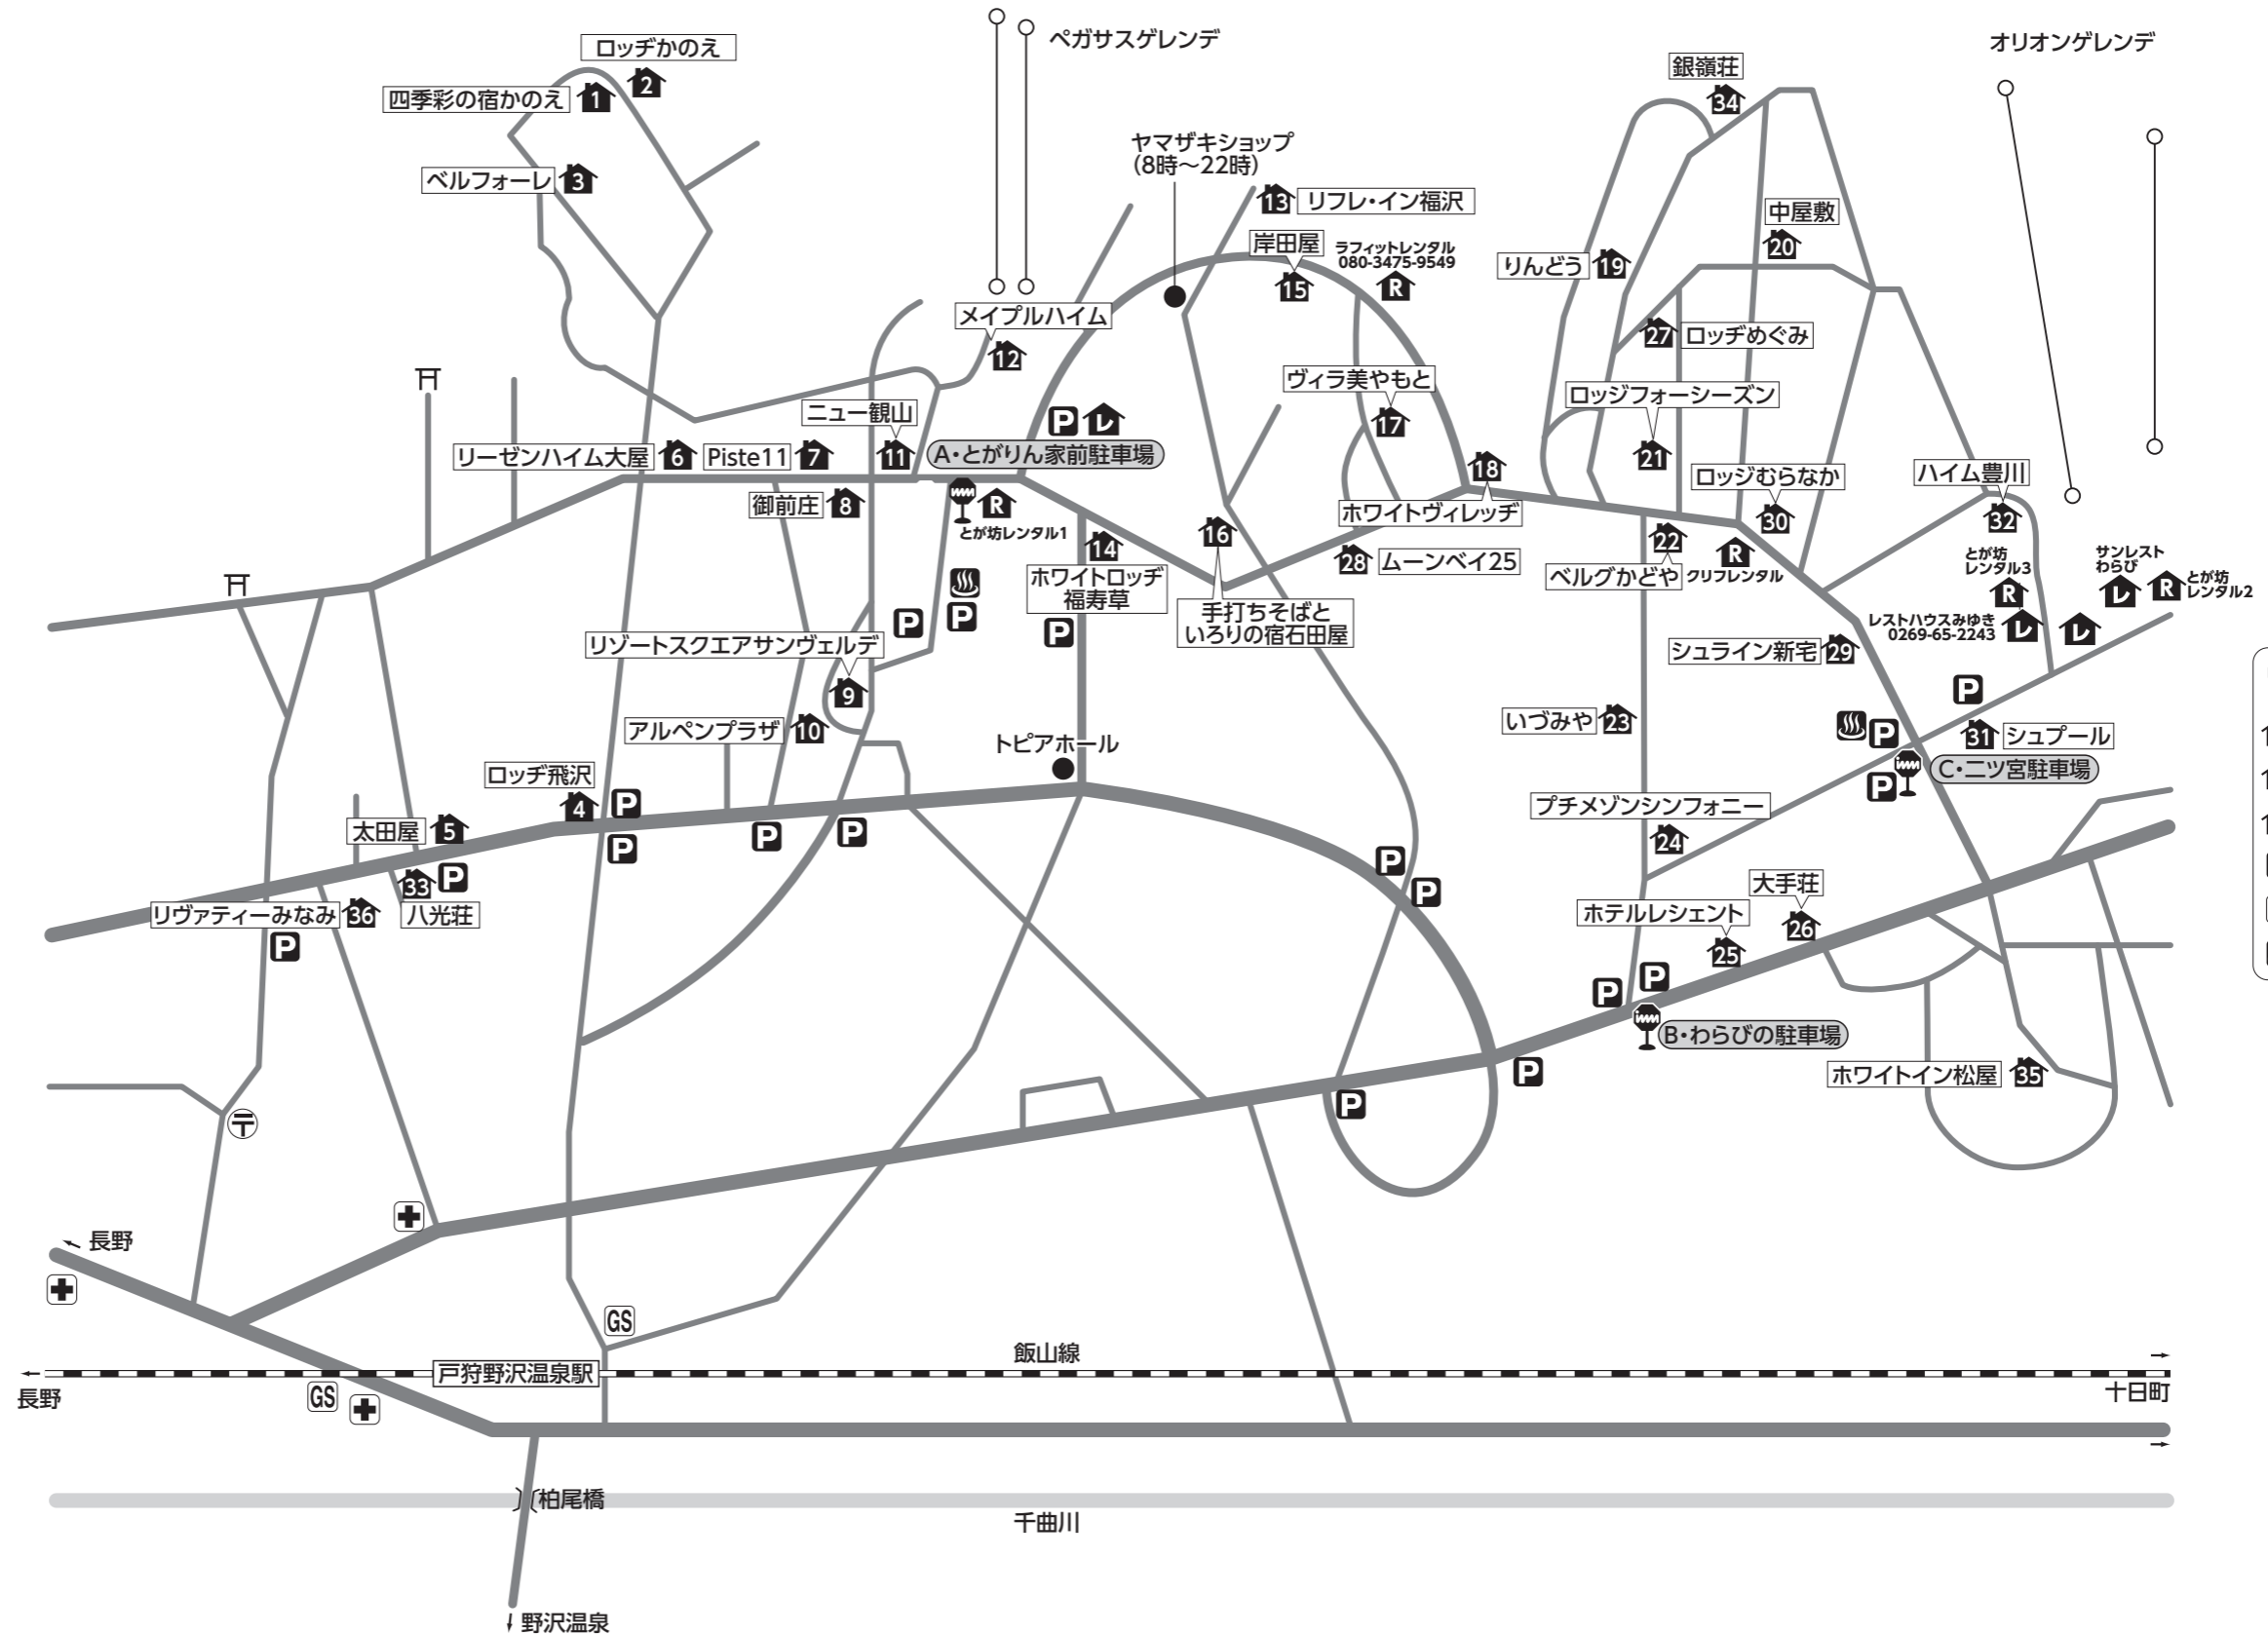 ロッヂかのえ
2
四季彩の宿かのえ
1
ベルフォーレ
3
ペガサスゲレンデ
オリオンゲレンデ
銀嶺荘
34
ヤマザキショップ
(8時〜22時)
13
リフレ・イン福沢
岸田屋
15
ラフィットレンタル
080-3475-9549
R
中屋敷
20
りんどう
19
メイプルハイム
12
27
ロッヂめぐみ
ヴィラ美やもと
17
ロッジフォーシーズン
21
ニュー観山
11
P
レ
A・とがりん家前駐車場
リーゼンハイム大屋
6
Piste11
7
御前庄
8
R
とが坊レンタル1
18
ホワイトヴィレッヂ
ロッジむらなか
30
ハイム豊川
32
16
手打ちそばと
いろりの宿石田屋
14
ホワイトロッヂ
福寿草
P
28
ムーンベイ25
22
ベルグかどや
R
クリフレンタル
とが坊
レンタル3
R
サンレスト
わらび
レ
R
とが坊
レンタル2
レストハウスみゆき
0269-65-2243
レ
レ
P
P
リゾートスクエアサンヴェルデ
9
シュライン新宅
29
アルペンプラザ
10
トピアホール
いづみや
23
P
P
31
シュプール
C・二ツ宮駐車場
P
ロッヂ飛沢
4
P
P
P
P
プチメゾンシンフォニー
24
太田屋
5
33
P
八光荘
リヴァティーみなみ
36
P
P
P
大手荘
26
ホテルレシェント
25
P
P
B・わらびの駐車場
P
P
ホワイトイン松屋
35
〒
長野
GS
飯山線
戸狩野沢温泉駅
長野
GS
十日町
柏尾橋
千曲川
野沢温泉